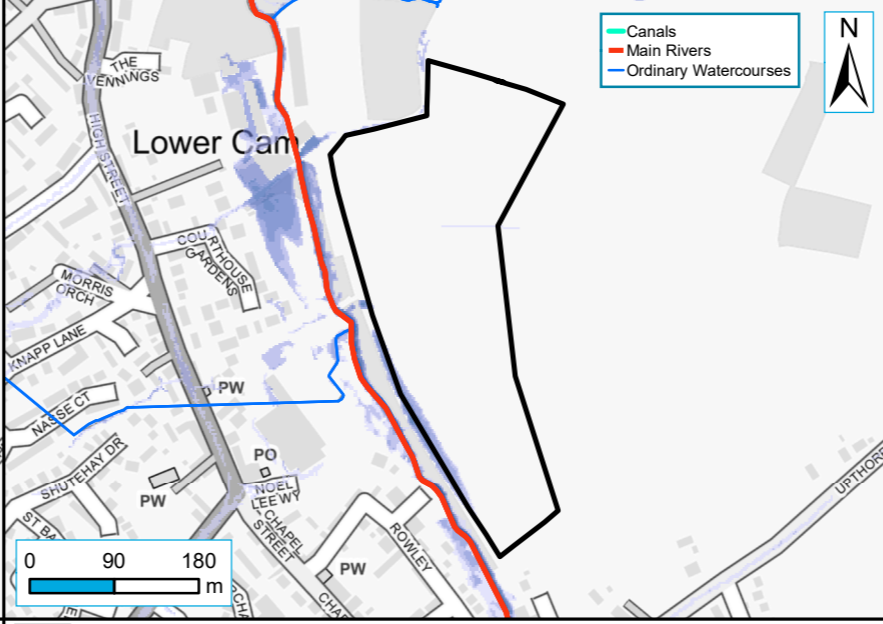 Canals
Main Rivers
Ordinary Watercourses
N
THE
VENNINGS
HIGH STREET
Lower Cam
COURTHOUSE
GARDENS
MORRIS
ORCH
KNAPP LANE
NASSE CT
PW
SHUTEHAY DR
PO
PW
NOEL
LEE WY
CHAPEL
STREET
ST BA
ROWLEY
UPTHORP
PW
CHAP
0 90 180
m